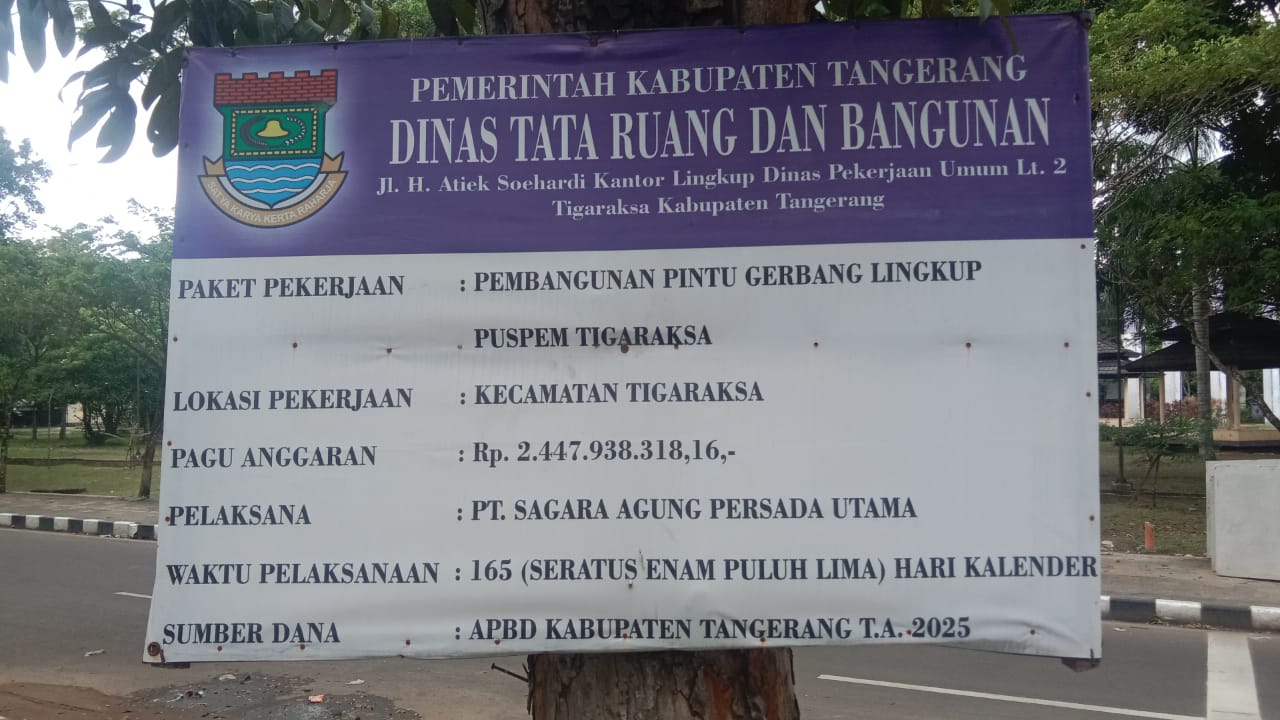 PEMERINTAH KABUPATEN TANGERANG
DINAS TATA RUANG DAN BANGUNAN
Jl. H. Atiek Soehardi Kantor Lingkup Dinas Pekerjaan Umum Lt. 2
Tigaraksa Kabupaten Tangerang
SATYA KARYA KERTA RAHARJA
PAKET PEKERJAAN : PEMBANGUNAN PINTU GERBANG LINGKUP
PUSPEM TIGARAKSA
LOKASI PEKERJAAN : KECAMATAN TIGARAKSA
PAGU ANGGARAN : Rp. 2.447.938.318,16,-
PELAKSANA : PT. SAGARA AGUNG PERSADA UTAMA
WAKTU PELAKSANAAN : 165 (SERATUS ENAM PULUH LIMA) HARI KALENDER
SUMBER DANA : APBD KABUPATEN TANGERANG T.A. 2025